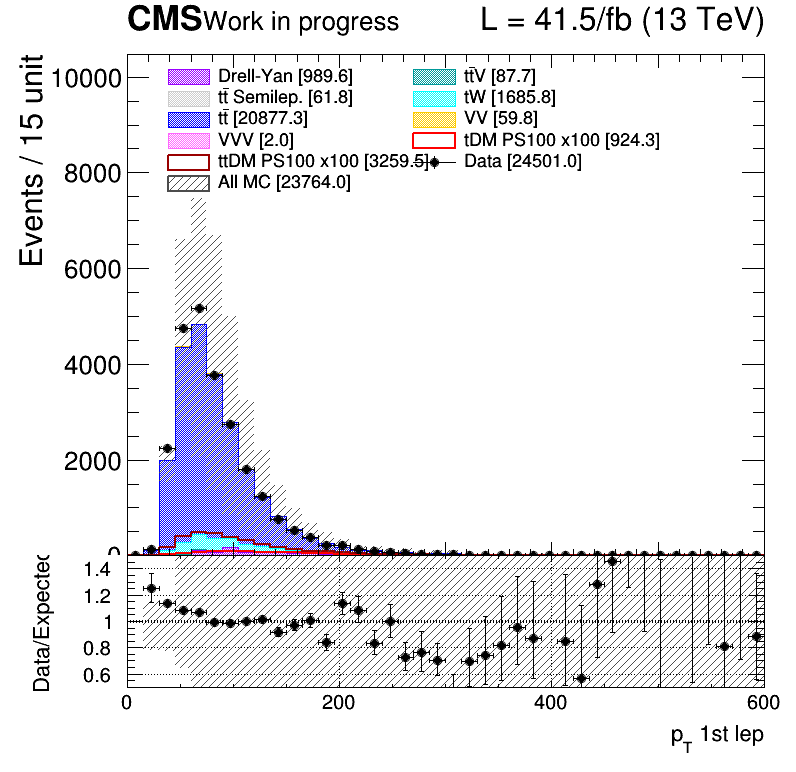 CMS Work in progress L = 41.5/fb (13 TeV)
Events / 15 unit
10000
8000
6000
4000
2000
0
Drell-Yan [989.6]
tt̄V [87.7]
tt̄ Semilep. [61.8]
tW [1685.8]
tt̄ [20877.3]
VV [59.8]
VVV [2.0]
tDM PS100 x100 [924.3]
ttDM PS100 x100 [3259.5]
Data [24501.0]
All MC [23764.0]
Data/Expected
1.4
1.2
1
0.8
0.6
0 200 400 600
p_T 1st lep